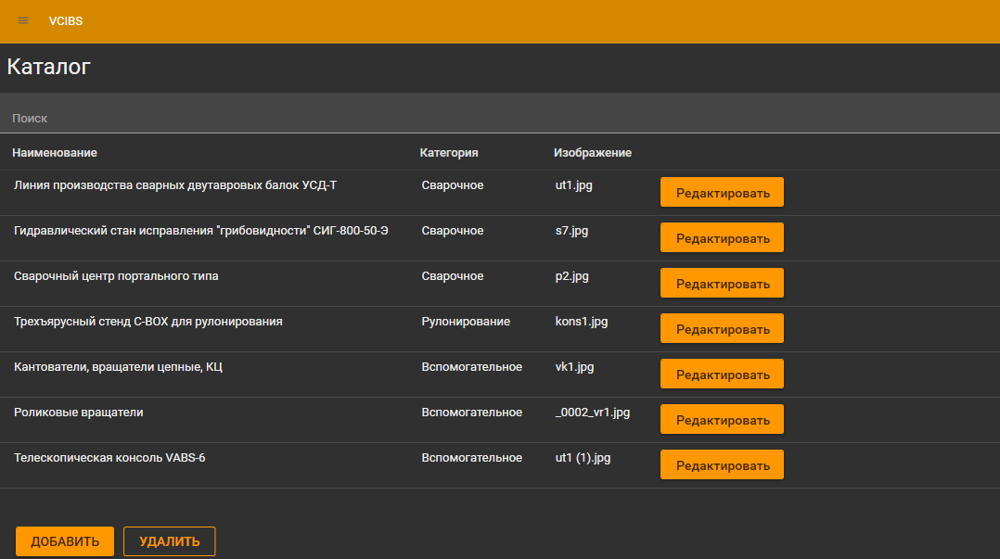 VCIBS
Каталог
Поиск
Наименование Категория Изображение
Линия производства сварных двутавровых балок УСД-Т Сварочное ut1.jpg Редактировать
Гидравлический стан исправления "грибовидности" СИГ-800-50-Э Сварочное s7.jpg Редактировать
Сварочный центр портального типа Сварочное p2.jpg Редактировать
Трехъярусный стенд C-BOX для рулонирования Рулонирование kons1.jpg Редактировать
Кантователи, вращатели цепные, КЦ Вспомогательное vk1.jpg Редактировать
Роликовые вращатели Вспомогательное _0002_vr1.jpg Редактировать
Телескопическая консоль VABS-6 Вспомогательное ut1 (1).jpg Редактировать
ДОБАВИТЬ УДАЛИТЬ